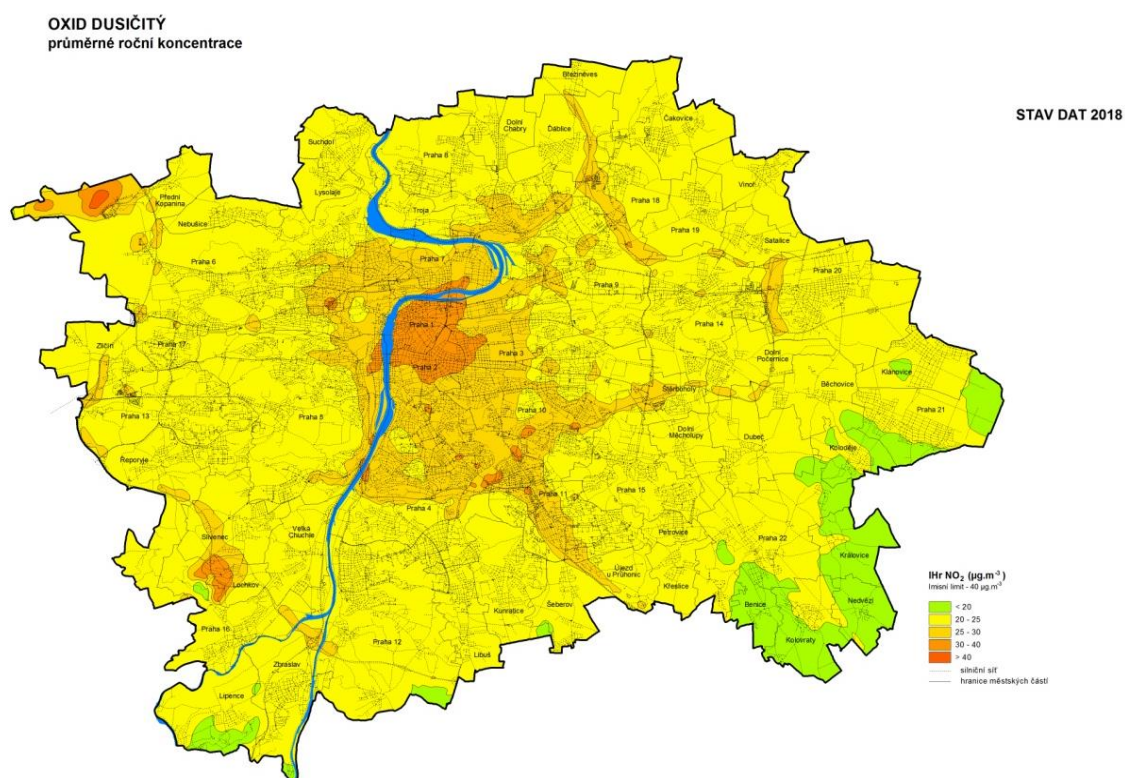 OXID DUSIČITÝ
průměrné roční koncentrace
STAV DAT 2018
Březiněves
Dolní
Chabry
Ďáblice
Čakovice
Suchdol
Praha 8
Lysolaje
Vinoř
Přední
Kopanina
Troja
Praha 18
Nebušice
Praha 19
Satalice
Praha 6
Praha 7
Praha 20
Praha 9
Praha 1
Praha 14
Zličín
Praha 17
Praha 3
Dolní
Počernice
Praha 2
Klánovice
Štěrboholy
Běchovice
Praha 13
Praha 5
Praha 10
Praha 21
Dolní
Měcholupy
Dubeč
Koloděje
Řeporyje
Praha 15
Praha 11
Praha 4
Velká
Chuchle
Petrovice
Slivenec
Praha 22
Královice
Újezd
u Průhonic
Lochkov
Křeslice
Nedvězí
Šeberov
Benice
Kunratice
Praha 16
Kolovraty
Praha 12
Libuš
Zbraslav
Lipence
IHr NO₂ (µg.m⁻³)
Imisní limit - 40 µg.m⁻³
< 20
20 - 25
25 - 30
30 - 40
> 40
silniční síť
hranice městských částí